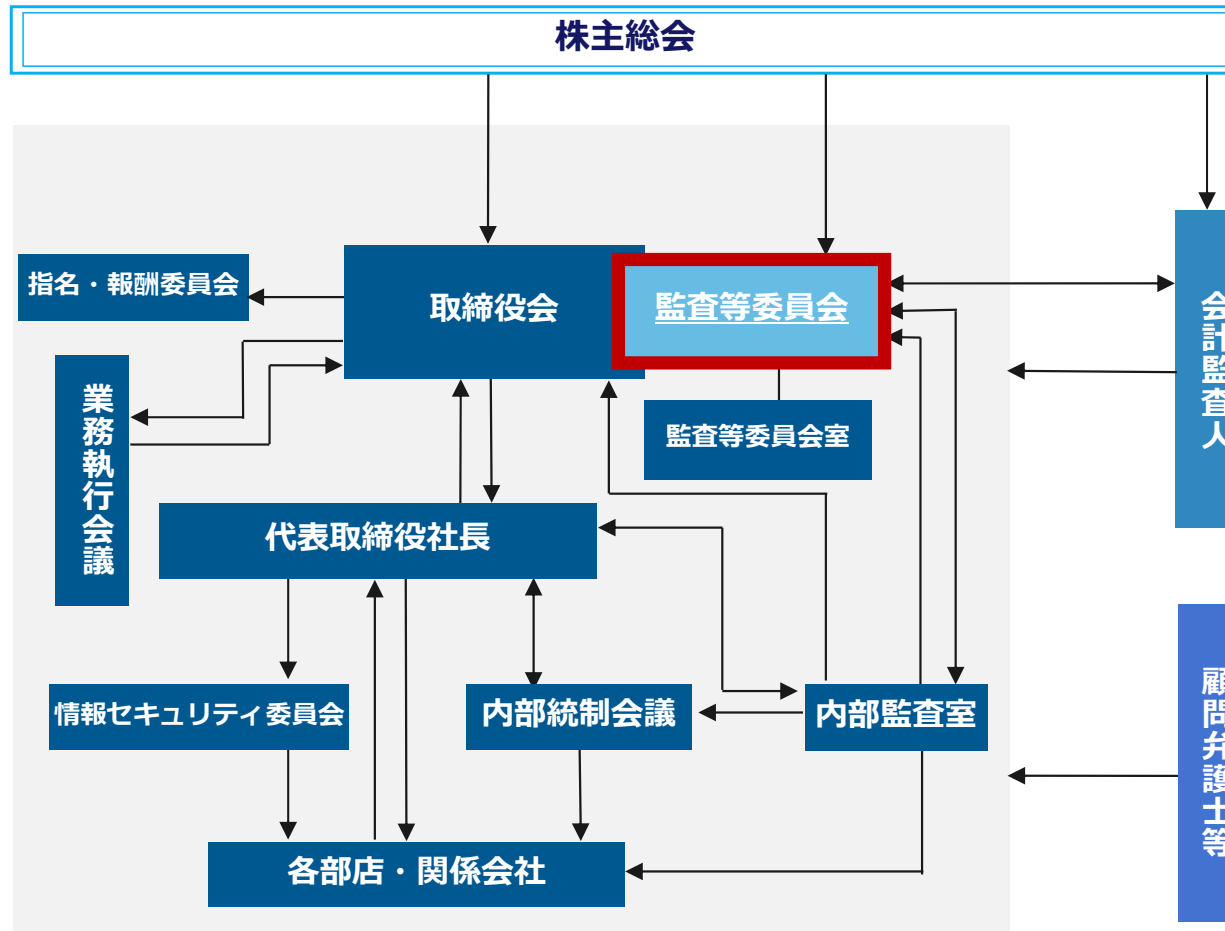 株主総会
指名・報酬委員会
取締役会
監査等委員会
会計監査人
業務執行会議
監査等委員会室
代表取締役社長
情報セキュリティ委員会
内部統制会議
内部監査室
顧問弁護士等
各部店・関係会社